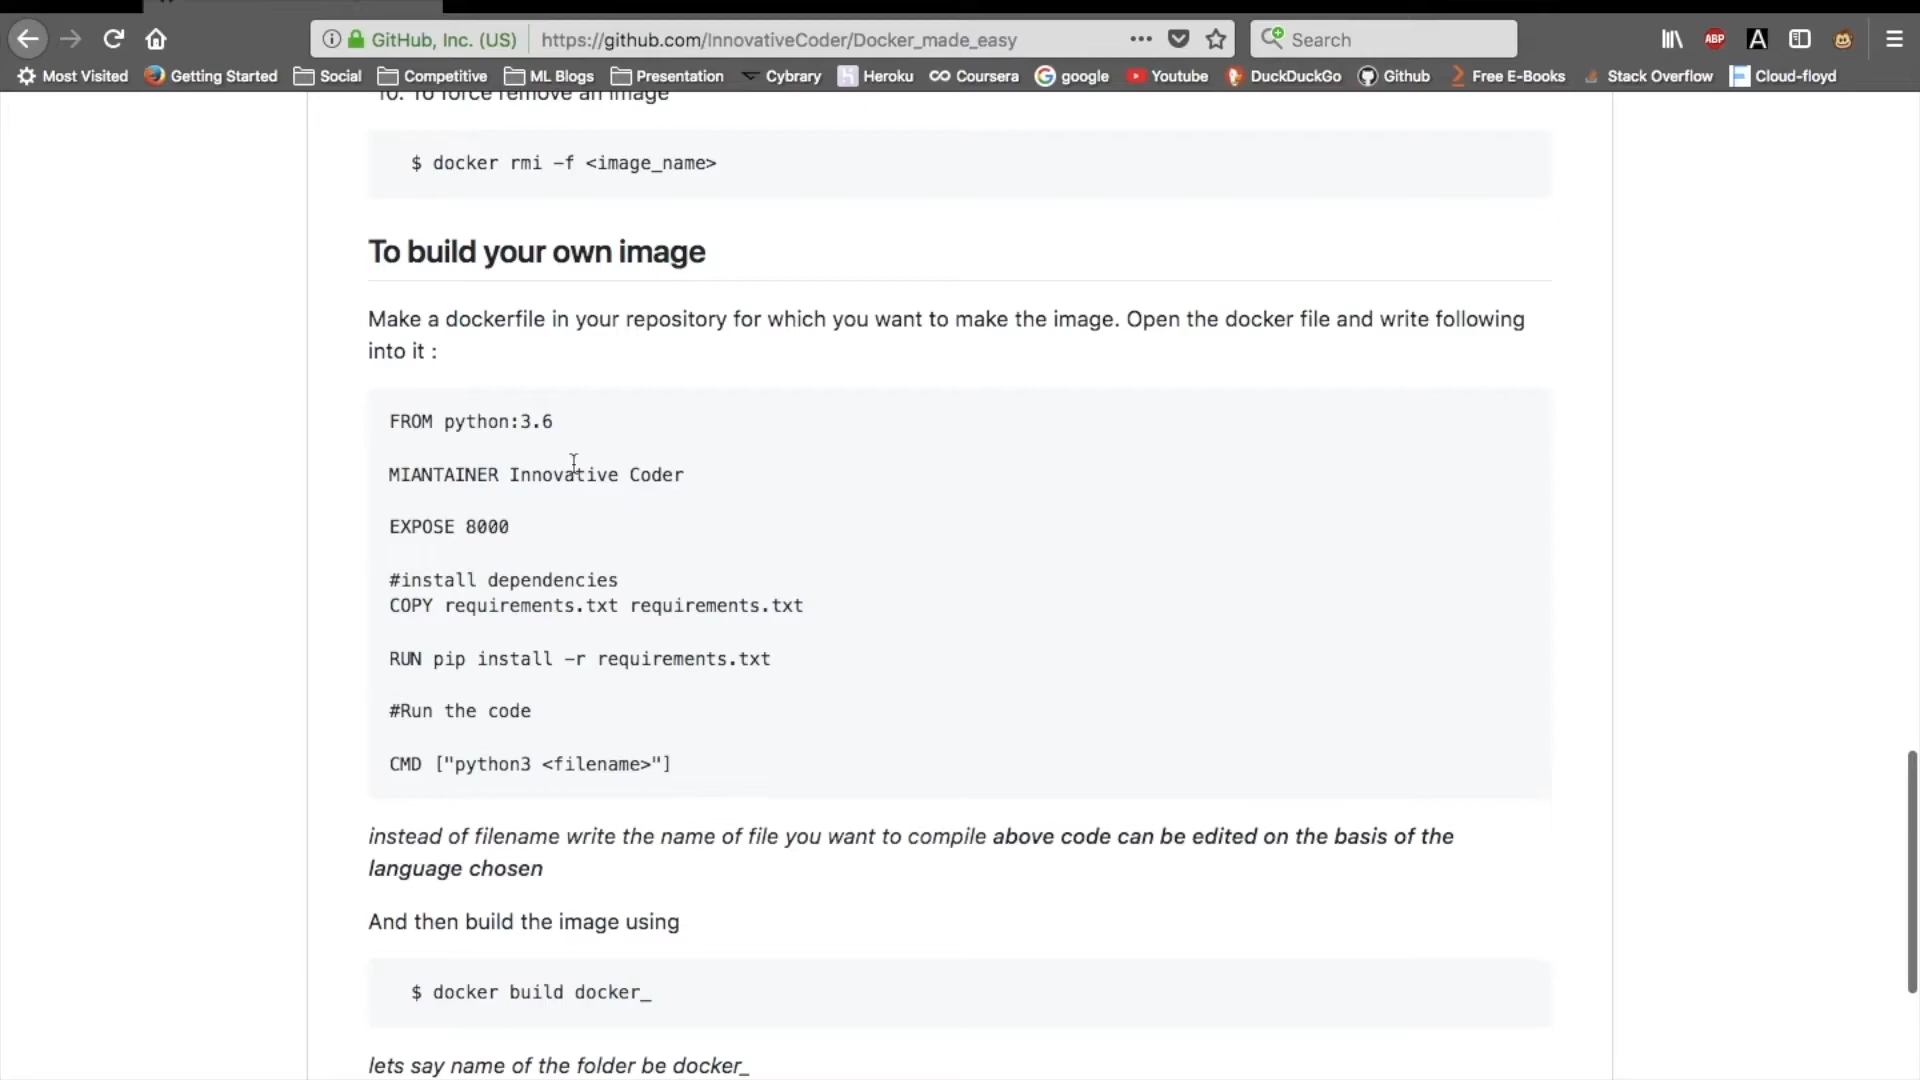 GitHub, Inc. (US) https://github.com/InnovativeCoder/Docker_made_easy Search
Most Visited Getting Started Social Competitive ML Blogs Presentation Cybrary Heroku Coursera google Youtube DuckDuckGo Github Free E-Books Stack Overflow Cloud-floyd
10. To force remove an image
$ docker rmi -f <image_name>
To build your own image
Make a dockerfile in your repository for which you want to make the image. Open the docker file and write following
into it :
FROM python:3.6
MIANTAINER Innovative Coder
EXPOSE 8000
#install dependencies
COPY requirements.txt requirements.txt
RUN pip install -r requirements.txt
#Run the code
CMD ["python3 <filename>"]
instead of filename write the name of file you want to compile above code can be edited on the basis of the
language chosen
And then build the image using
$ docker build docker_
lets say name of the folder be docker_